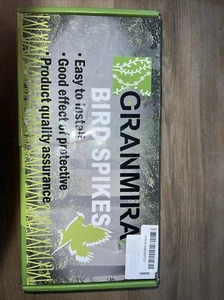 GRANMIRA
BIRD SPIKES
• Easy to install
• Good effect of protective
• Product quality assurance